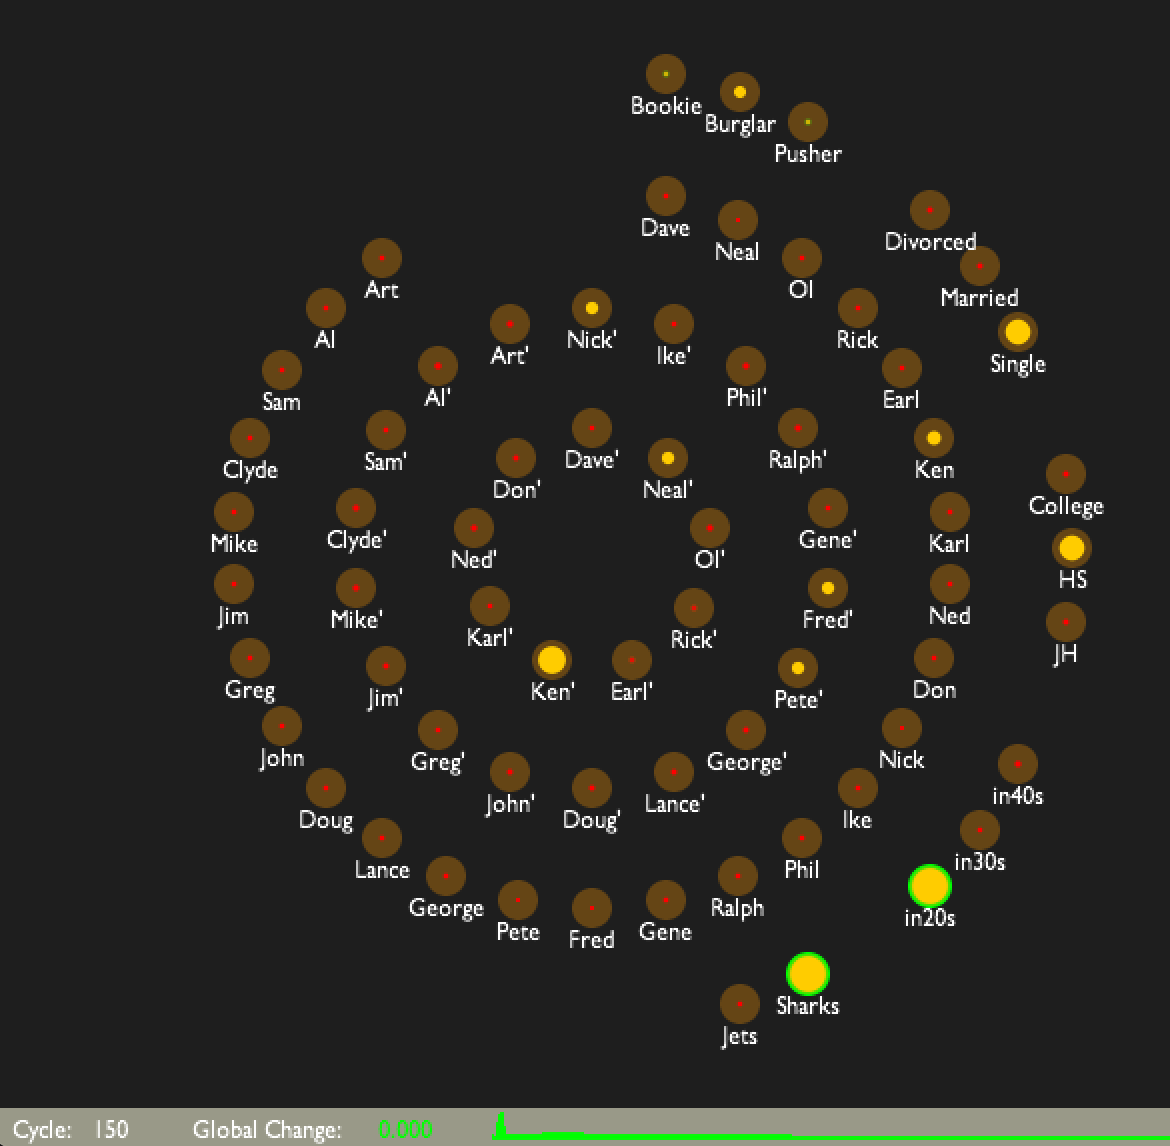 Bookie
Burglar
Pusher
Dave
Divorced
Neal
Art
Ol
Married
Al
Art'
Nick'
Ike'
Rick
Single
Sam
Al'
Phil'
Earl
Clyde
Sam'
Don'
Dave'
Neal'
Ralph'
Ken
College
Mike
Clyde'
Ned'
Ol'
Gene'
Karl
HS
Jim
Mike'
Karl'
Rick'
Fred'
Ned
JH
Greg
Jim'
Ken'
Earl'
Pete'
Don
John
Greg'
George'
Nick
in40s
Doug
John'
Doug'
Lance'
Ike
in30s
Lance
Phil
George
Ralph
in20s
Pete
Fred
Gene
Sharks
Jets
Cycle: 150 Global Change: 0.000